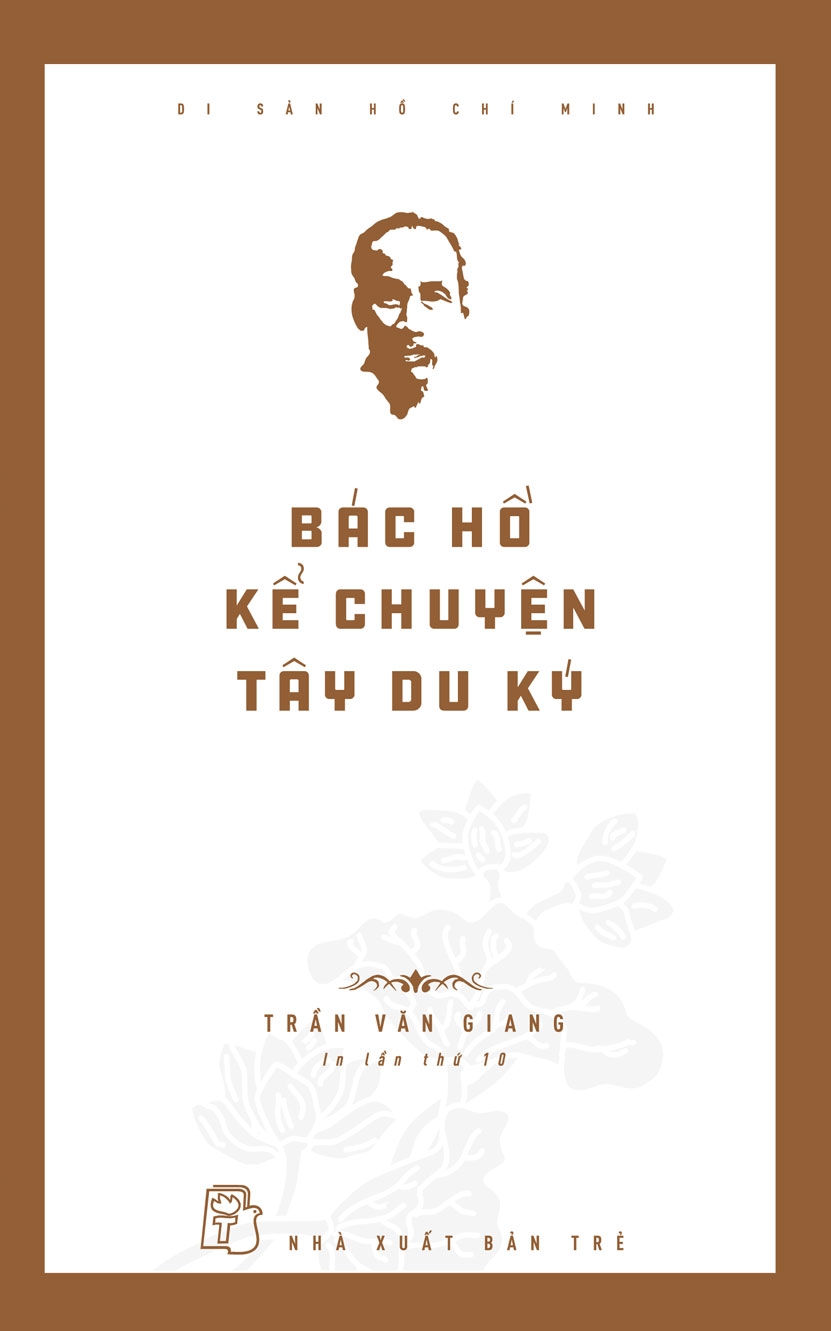 DI SẢN HỒ CHÍ MINH
BÁC HỒ
KỂ CHUYỆN
TÂY DU KÝ
TRẦN VĂN GIANG
In lần thứ 10
T
NHÀ XUẤT BẢN TRẺ